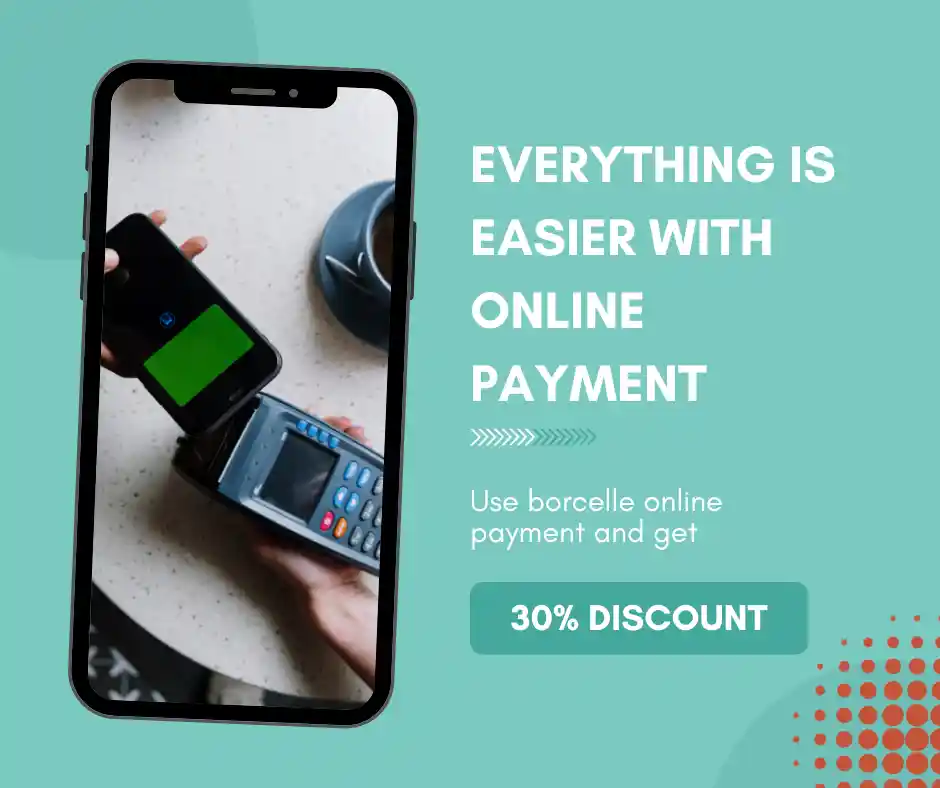 EVERYTHING IS
EASIER WITH
ONLINE
PAYMENT
Use borcelle online
payment and get
30% DISCOUNT